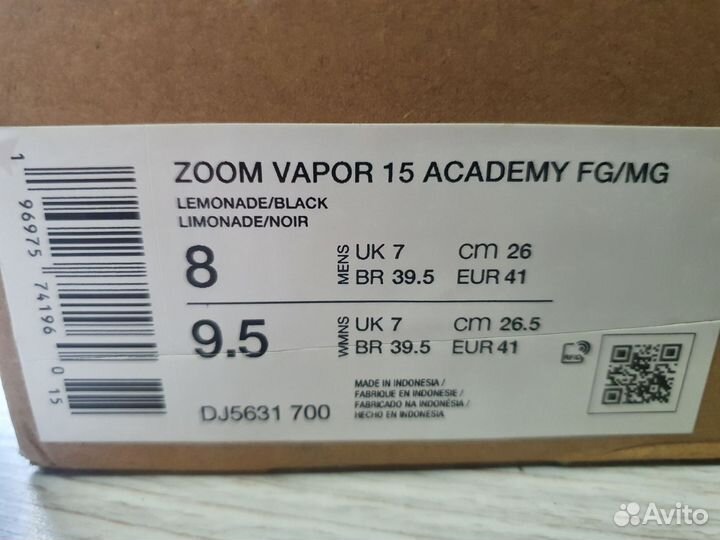 ZOOM VAPOR 15 ACADEMY FG/MG
LEMONADE/BLACK
LIMONADE/NOIR
8 MENS UK 7 cm 26
BR 39.5 EUR 41
9.5 WMNS UK 7 cm 26.5
BR 39.5 EUR 41
RFID
DJ5631 700
MADE IN INDONESIA /
FABRIQUE EN INDONESIE /
FABRICADO NA INDONÉSIA /
HECHO EN INDONESIA
1 96975 74196 0 15
Avito